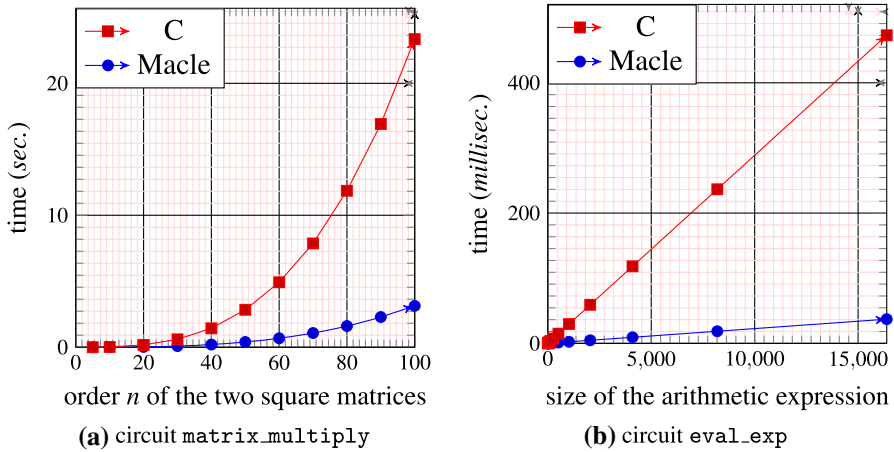 C
Macle
20
10
0
time (sec.)
0 20 40 60 80 100
order n of the two square matrices
(a) circuit matrix_multiply
C
Macle
400
200
0
time (millisec.)
0 5,000 10,000 15,000
size of the arithmetic expression
(b) circuit eval_exp